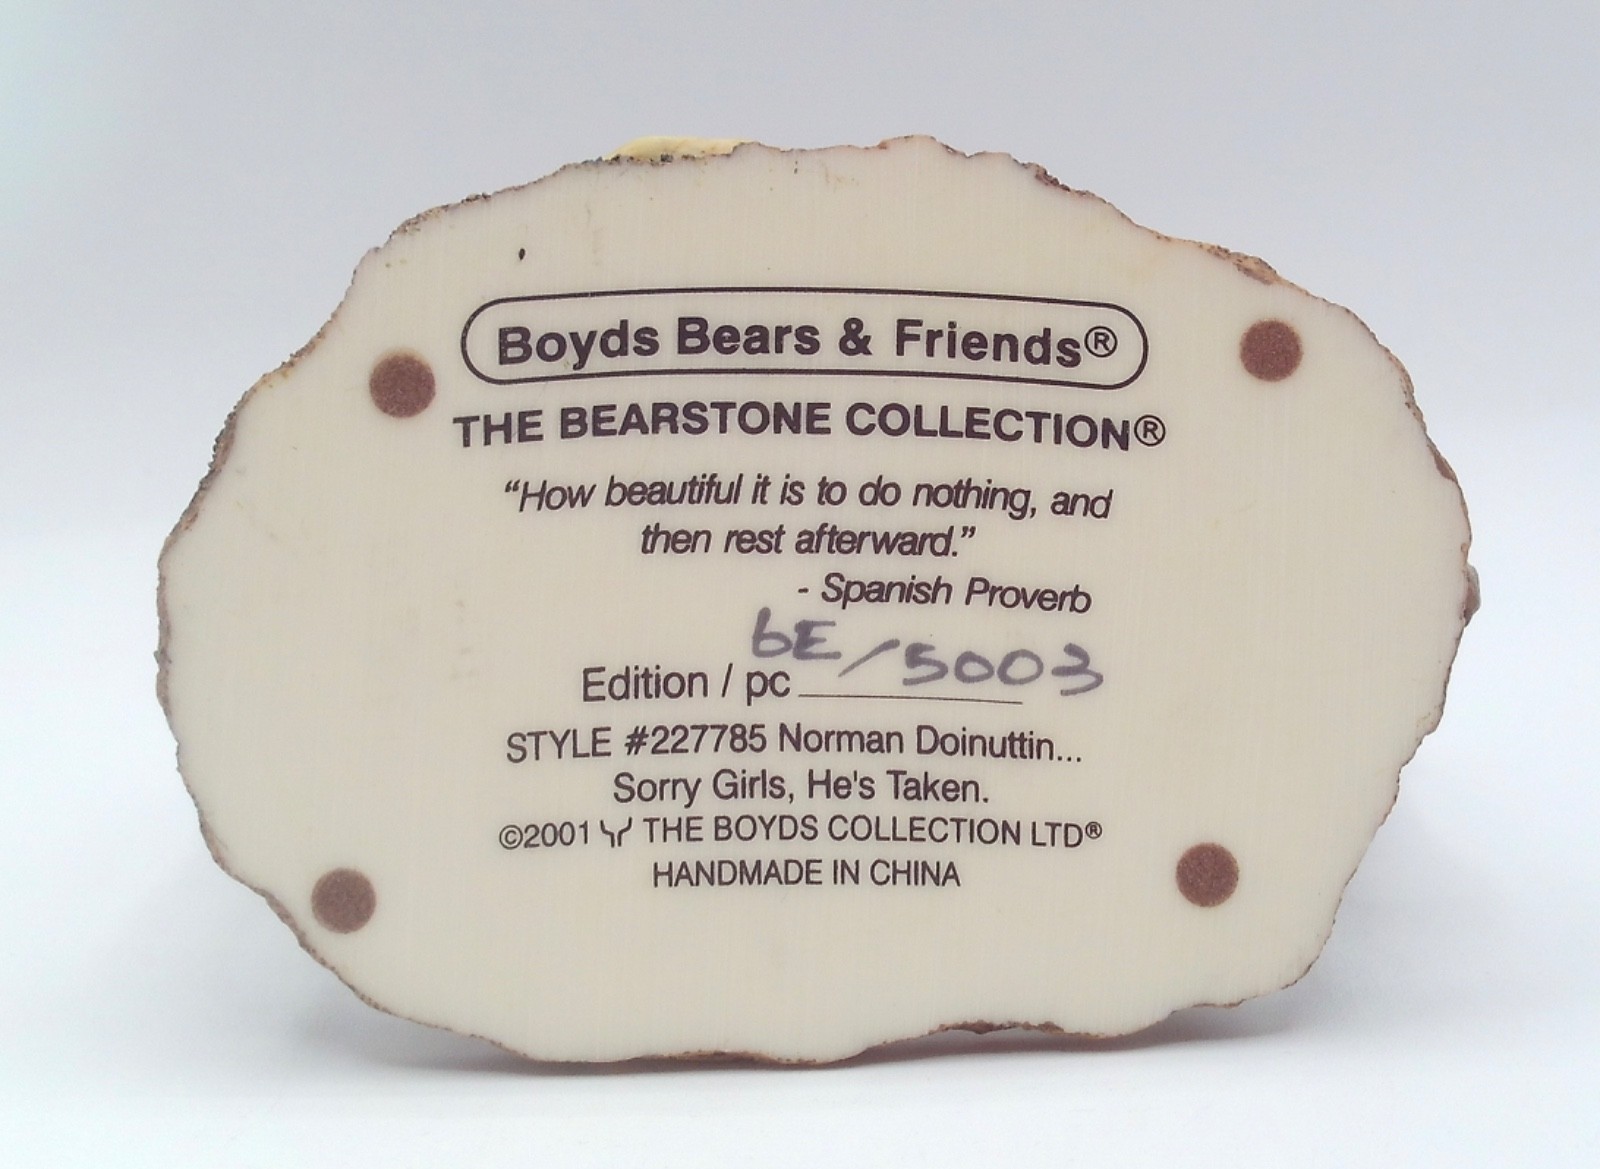 Boyds Bears & Friends®
THE BEARSTONE COLLECTION®
“How beautiful it is to do nothing, and
then rest afterward.”
- Spanish Proverb
Edition / pc 6E/5003
STYLE #227785 Norman Doinuttin...
Sorry Girls, He's Taken.
©2001 THE BOYDS COLLECTION LTD®
HANDMADE IN CHINA